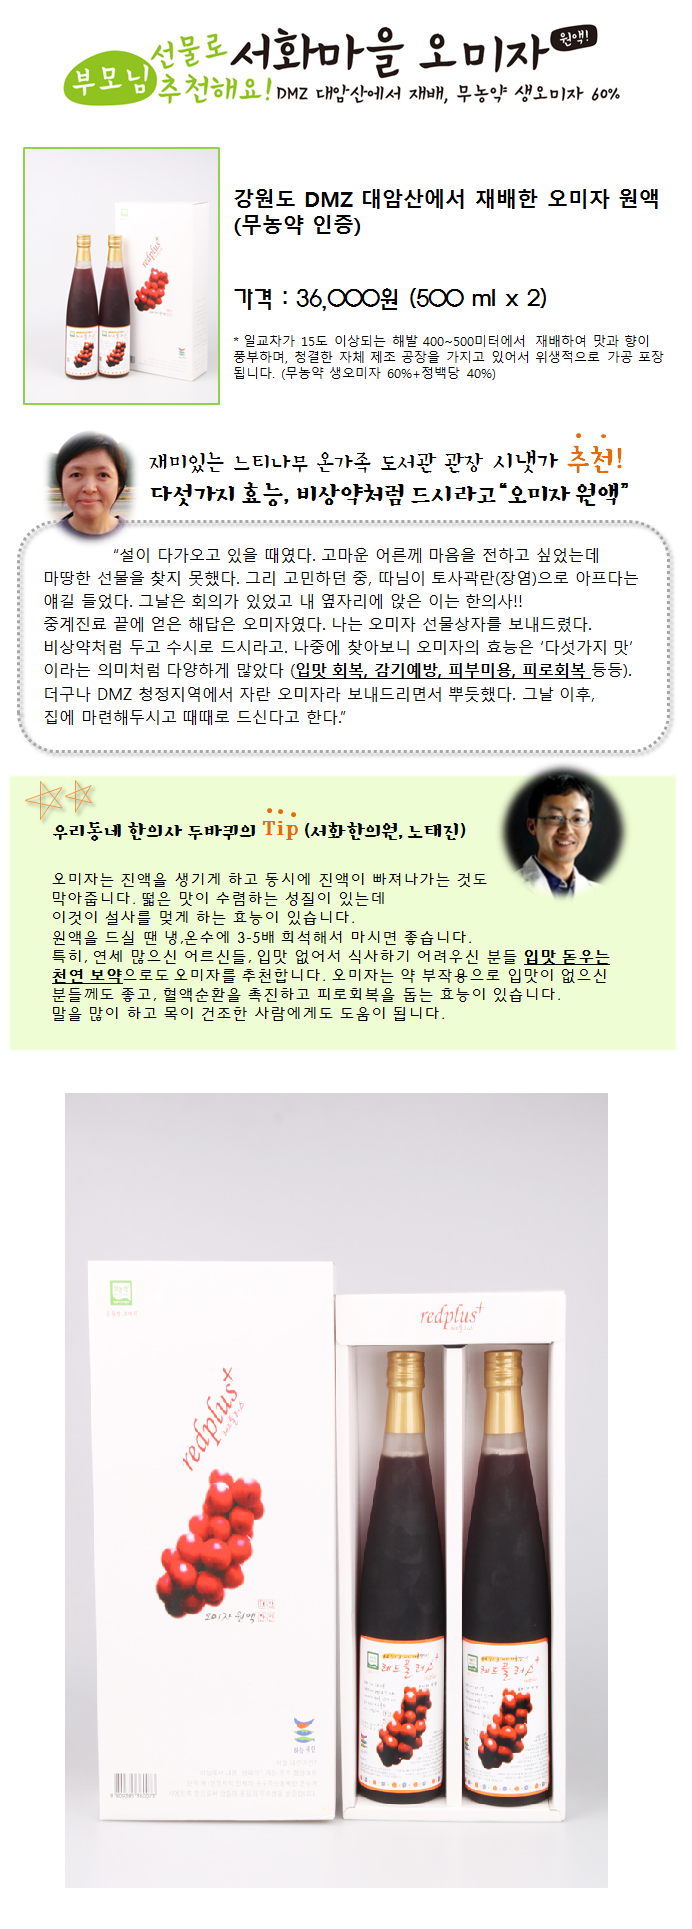 부모님 선물로 추천해요!
서화마을 오미자 원액!
DMZ 대암산에서 재배, 무농약 생오미자 60%
redplus+
강원도 DMZ 대암산에서 재배한 오미자 원액
(무농약 인증)
가격 : 36,000원 (500 ml x 2)
* 일교차가 15도 이상되는 해발 400~500미터에서 재배하여 맛과 향이
풍부하며, 청결한 자체 제조 공장을 가지고 있어서 위생적으로 가공 포장
됩니다. (무농약 생오미자 60%+정백당 40%)
재미있는 느티나무 온가족 도서관 관장 시냇가 추천!
다섯가지 효능, 비상약처럼 드시라고 “오미자 원액”
“설이 다가오고 있을 때였다. 고마운 어른께 마음을 전하고 싶었는데
마땅한 선물을 찾지 못했다. 그리 고민하던 중, 따님이 토사곽란(장염)으로 아프다는
얘길 들었다. 그날은 회의가 있었고 내 옆자리에 앉은 이는 한의사!!
중계진료 끝에 얻은 해답은 오미자였다. 나는 오미자 선물상자를 보내드렸다.
비상약처럼 두고 수시로 드시라고. 나중에 찾아보니 오미자의 효능은 ‘다섯가지 맛’
이라는 의미처럼 다양하게 많았다 (입맛 회복, 감기예방, 피부미용, 피로회복 등등).
더구나 DMZ 청정지역에서 자란 오미자라 보내드리면서 뿌듯했다. 그날 이후,
집에 마련해두시고 때때로 드신다고 한다.”
우리동네 한의사 두바퀴의 Tip (서화한의원, 노태진)
오미자는 진액을 생기게 하고 동시에 진액이 빠져나가는 것도
막아줍니다. 떫은 맛이 수렴하는 성질이 있는데
이것이 설사를 멎게 하는 효능이 있습니다.
원액을 드실 땐 냉,온수에 3-5배 희석해서 마시면 좋습니다.
특히, 연세 많으신 어르신들, 입맛 없어서 식사하기 어려우신 분들 입맛 돋우는
천연 보약으로도 오미자를 추천합니다. 오미자는 약 부작용으로 입맛이 없으신
분들께도 좋고, 혈액순환을 촉진하고 피로회복을 돕는 효능이 있습니다.
말을 많이 하고 목이 건조한 사람에게도 도움이 됩니다.
redplus+
redplus+
오미자 원액
레드플러스+
레드플러스+